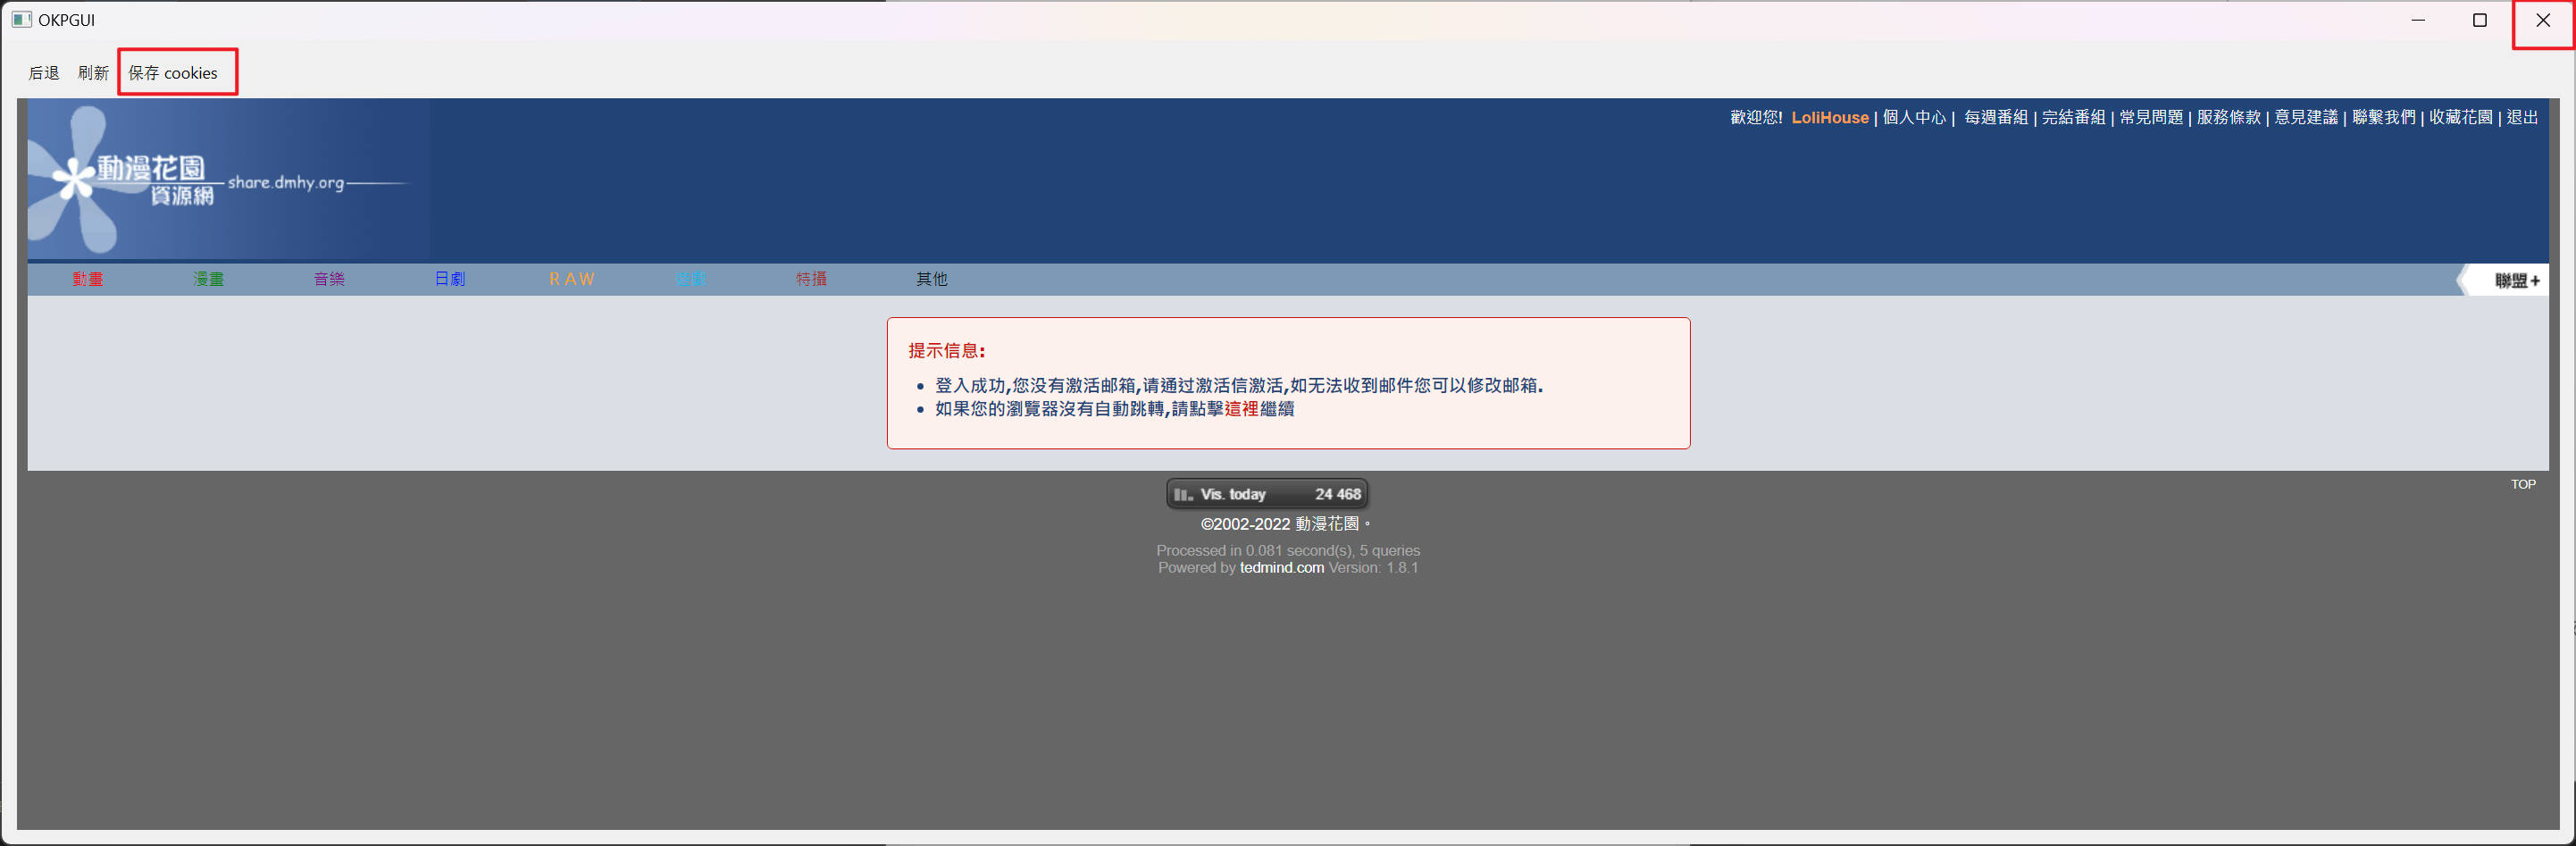 OKPGUI
后退 刷新 保存 cookies
歡迎您! LoliHouse | 個人中心 | 每週番組 | 完結番組 | 常見問題 | 服務條款 | 意見建議 | 聯繫我們 | 收藏花園 | 退出
動漫花園
資源網
share.dmhy.org
動畫 漫畫 音樂 日劇 RAW 遊戲 特攝 其他
聯盟+
提示信息:
登入成功,您没有激活邮箱,请通过激活信激活,如无法收到邮件您可以修改邮箱.
如果您的瀏覽器沒有自動跳轉,請點擊這裡繼續
Vis. today 24 468
TOP
©2002-2022 動漫花園。
Processed in 0.081 second(s), 5 queries
Powered by tedmind.com Version: 1.8.1